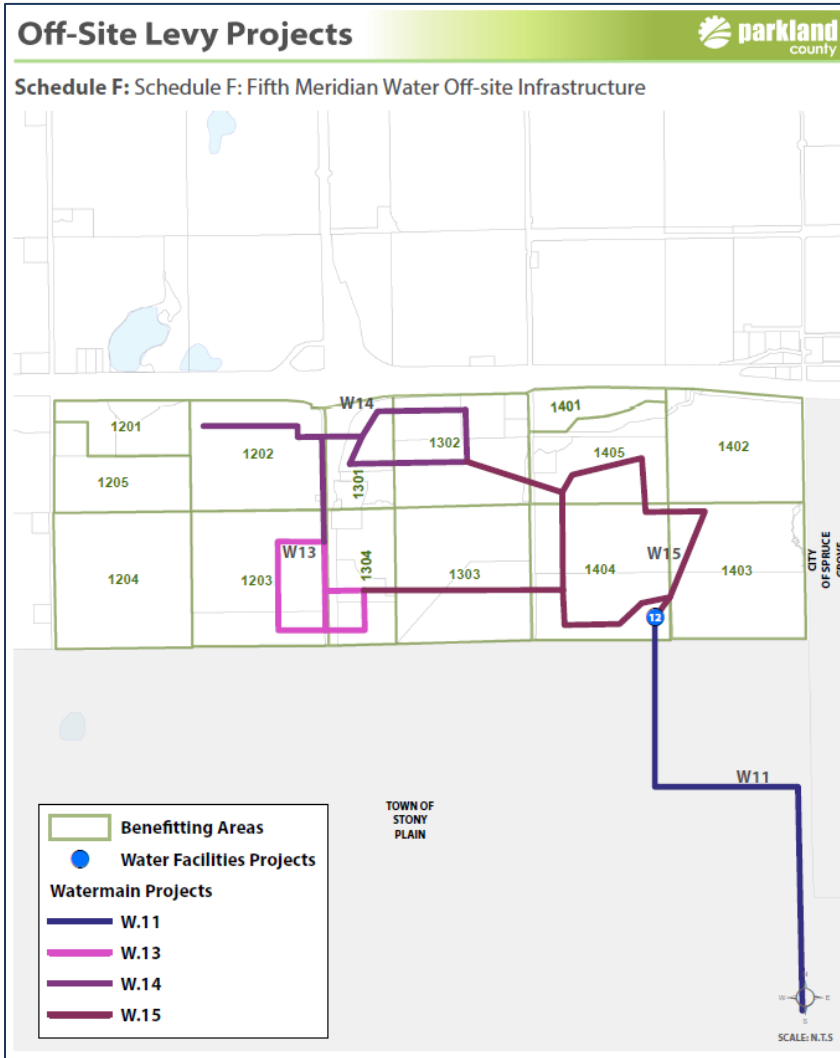 Off-Site Levy Projects
parkland
county
Schedule F: Schedule F: Fifth Meridian Water Off-site Infrastructure
W14
1401
1201
1302
1202
1405
1402
1205
1301
W13
W15
CITY
OF SPRUCE
GROVE
1204
1203
1304
1303
1404
1403
12
W11
TOWN OF
STONY
PLAIN
Benefitting Areas
Water Facilities Projects
Watermain Projects
W.11
W.13
W.14
W.15
N
W
E
S
SCALE: N.T.S